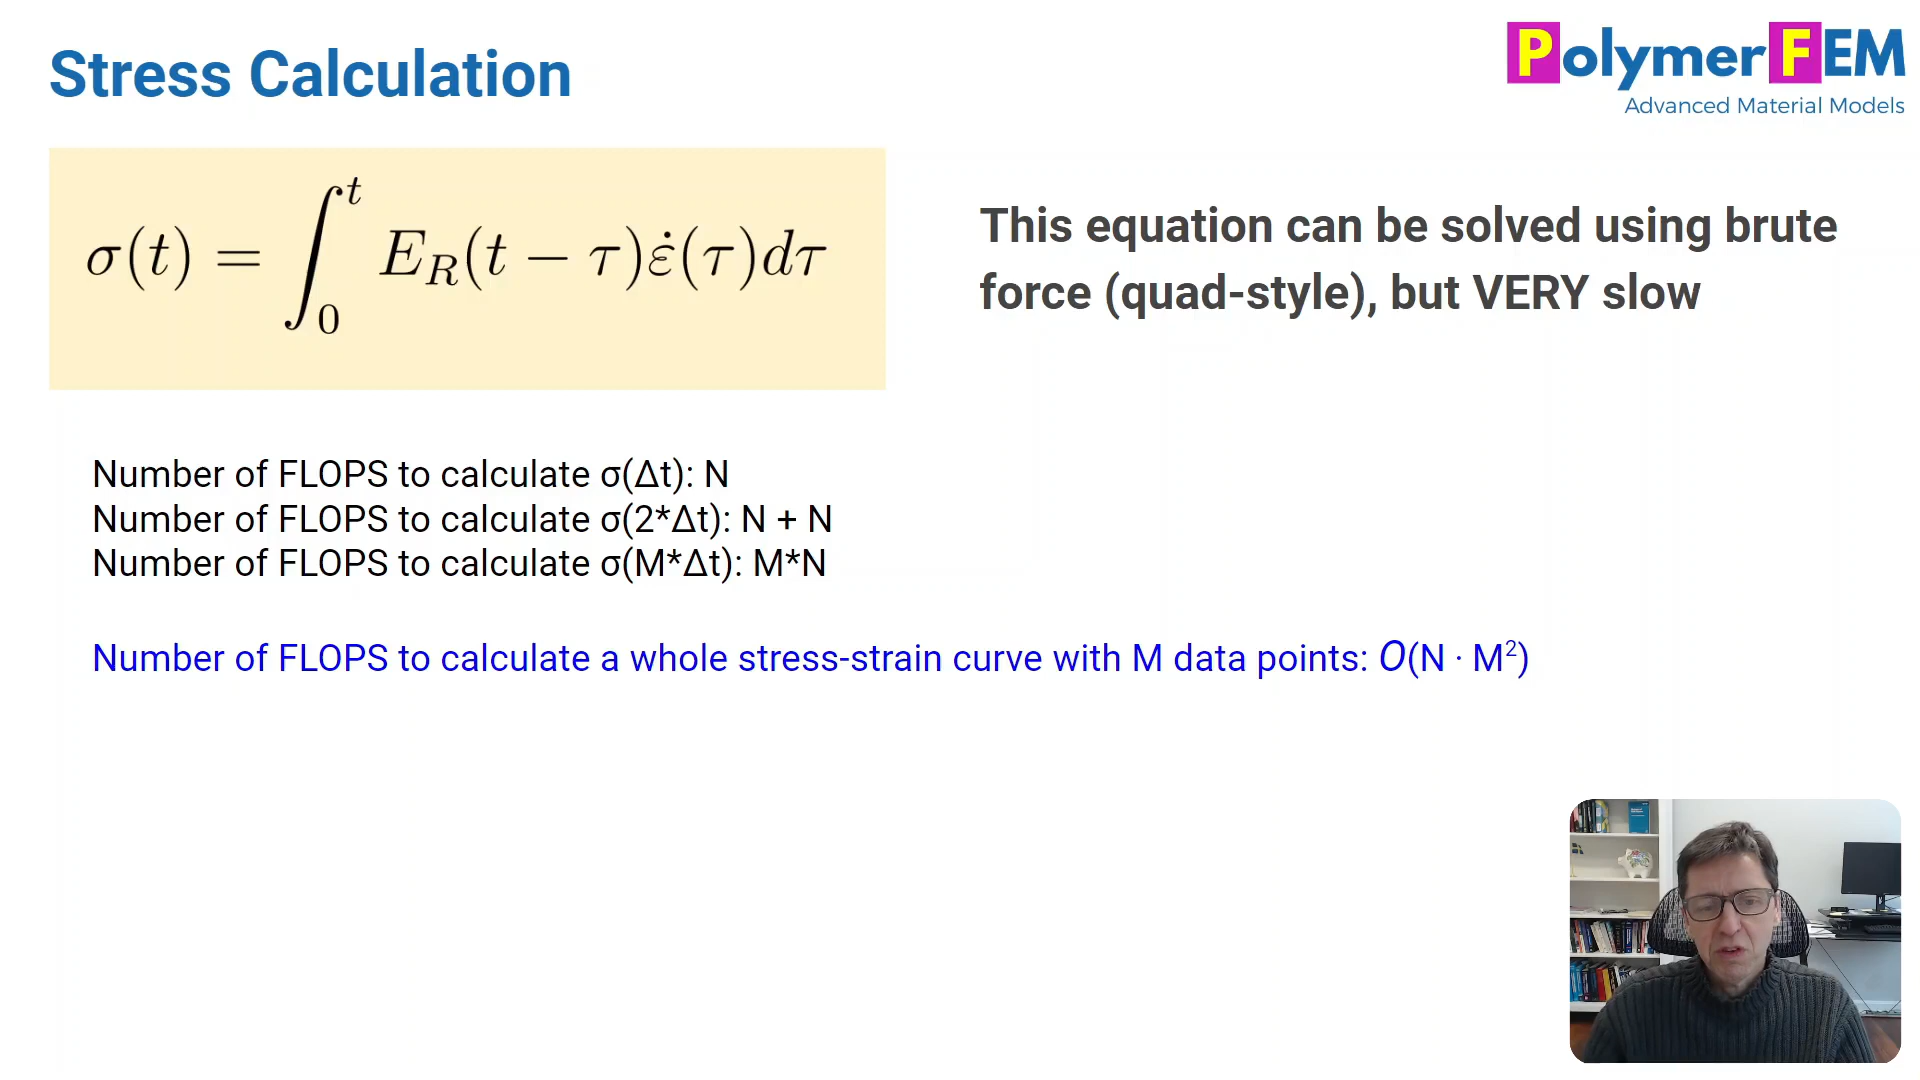 Stress Calculation
PolymerFEM
Advanced Material Models
σ(t) = ∫₀ᵗ E_R(t − τ)ε̇(τ)dτ
This equation can be solved using brute
force (quad-style), but VERY slow
Number of FLOPS to calculate σ(Δt): N
Number of FLOPS to calculate σ(2*Δt): N + N
Number of FLOPS to calculate σ(M*Δt): M*N
Number of FLOPS to calculate a whole stress-strain curve with M data points: O(N · M²)